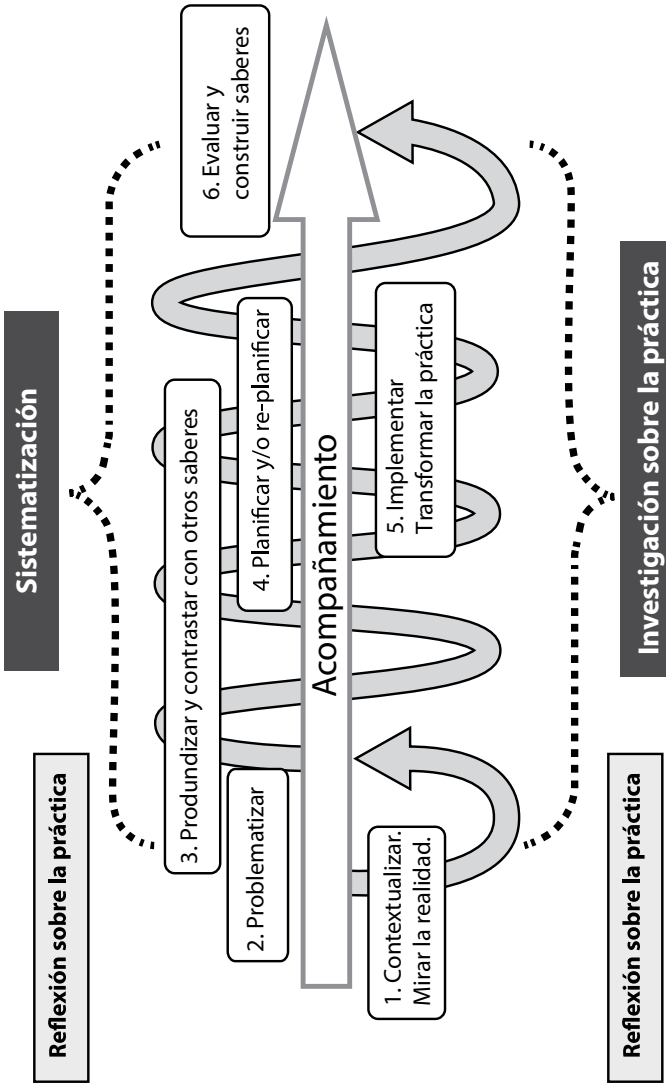 Sistematización
Reflexión sobre la práctica
6. Evaluar y
construir saberes
3. Produndizar y contrastar con otros saberes
4. Planificar y/o re-planificar
2. Problematizar
Acompañamiento
5. Implementar
Transformar la práctica
1. Contextualizar.
Mirar la realidad.
Reflexión sobre la práctica
Investigación sobre la práctica